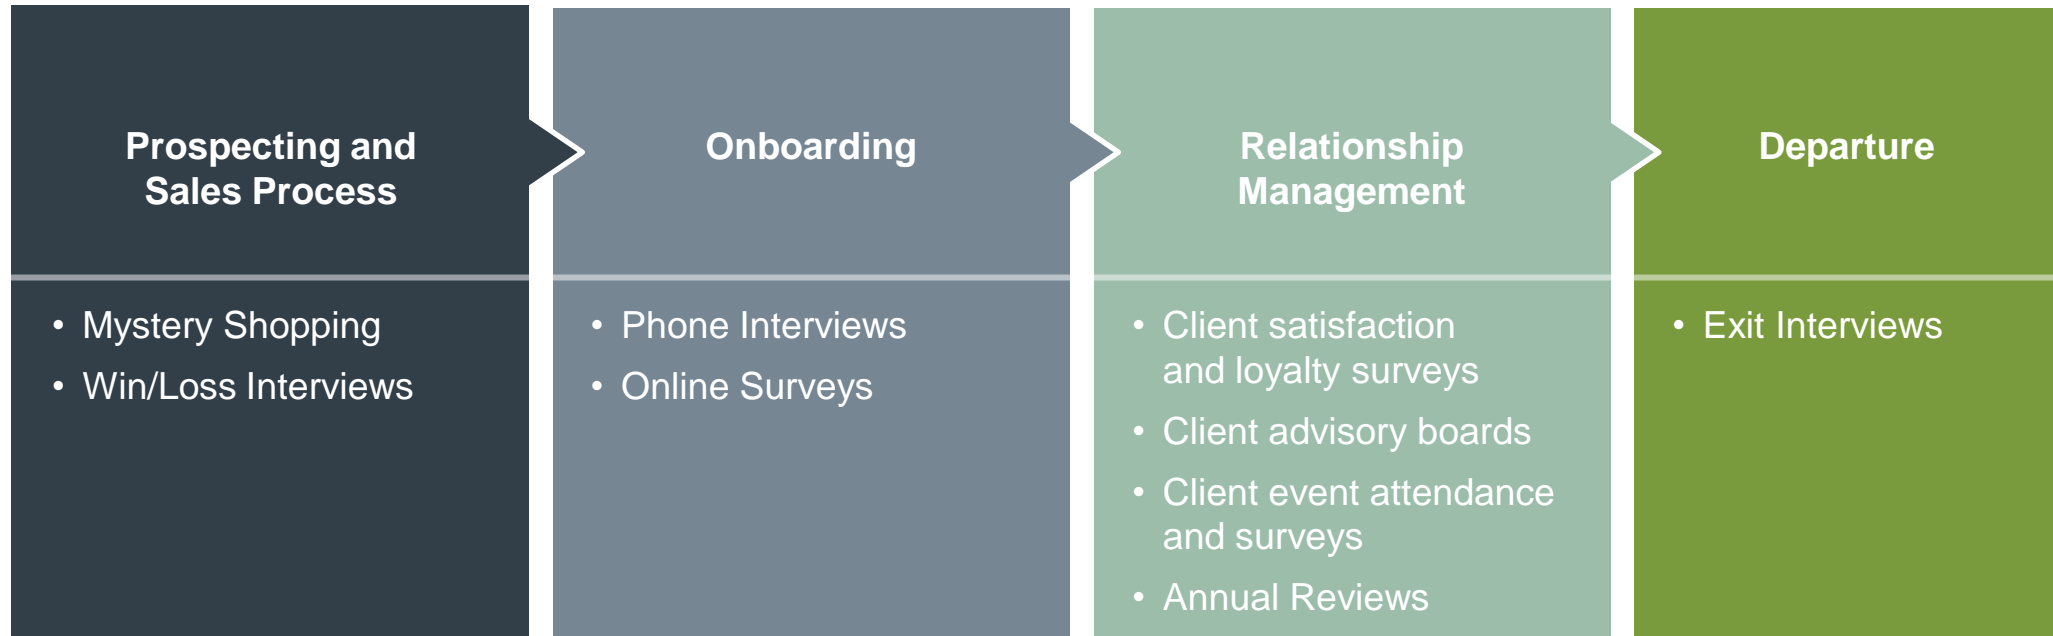 Prospecting and
Sales Process
• Mystery Shopping
• Win/Loss Interviews
Onboarding
• Phone Interviews
• Online Surveys
Relationship
Management
• Client satisfaction
and loyalty surveys
• Client advisory boards
• Client event attendance
and surveys
• Annual Reviews
Departure
• Exit Interviews